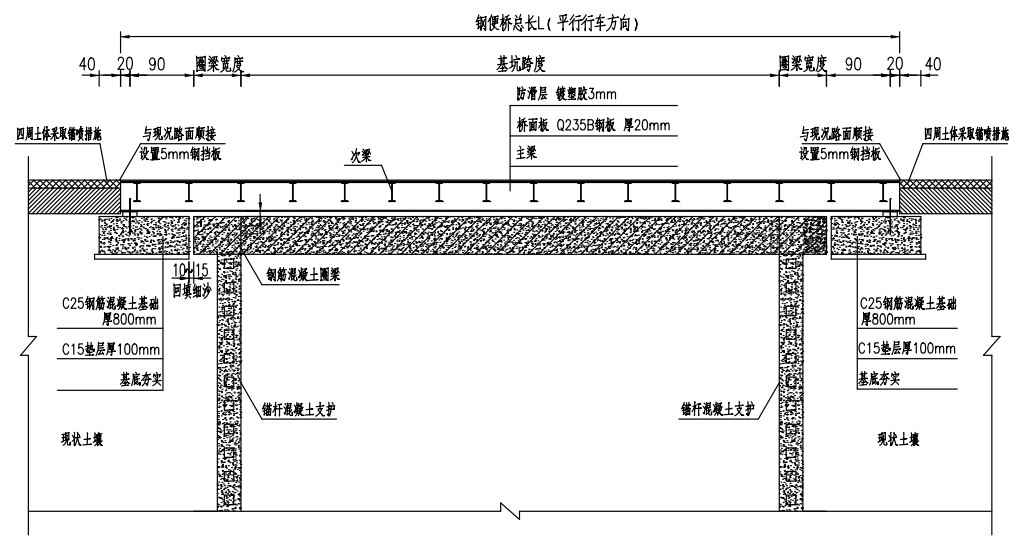 钢便桥总长L( 平行行车方向)
40 20 90 圈梁宽度 基坑跨度 圈梁宽度 90 20 40
防滑层 镀塑胶3mm
桥面板 Q235B钢板 厚20mm
主梁
四周土体采取锚喷措施
与现况路面顺接
设置5mm钢挡板
次梁
与现况路面顺接
设置5mm钢挡板
四周土体采取锚喷措施
10 15
回填细沙
钢筋混凝土圈梁
C25钢筋混凝土基础
厚800mm
C15垫层厚100mm
基底夯实
C25钢筋混凝土基础
厚800mm
C15垫层厚100mm
基底夯实
锚杆混凝土支护
锚杆混凝土支护
现状土壤
现状土壤